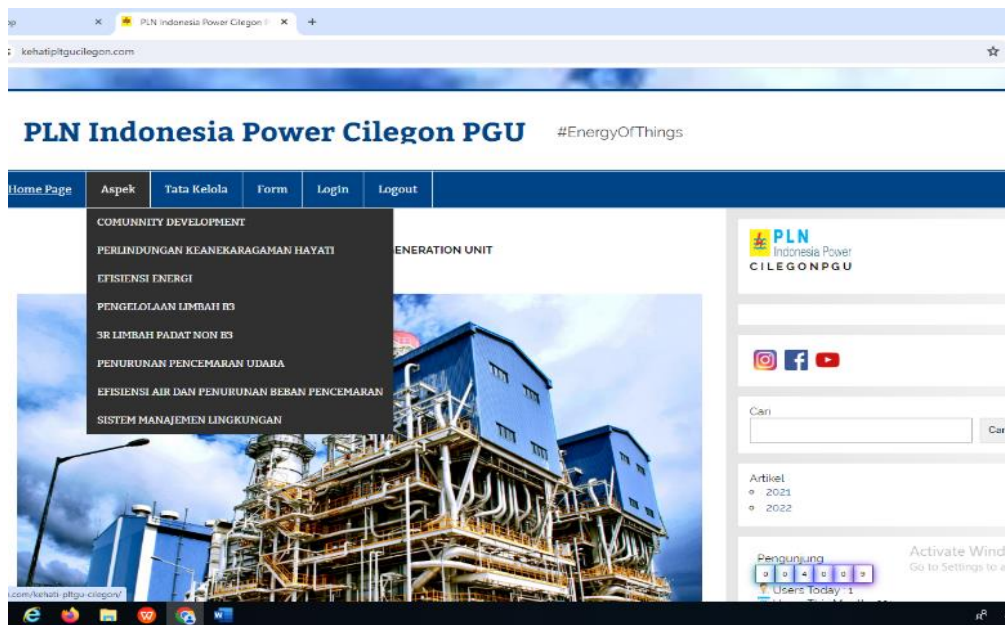 PLN Indonesia Power Cilegon
kehatipltgucilegon.com
PLN Indonesia Power Cilegon PGU #EnergyOfThings
Home Page Aspek Tata Kelola Form Login Logout
COMUNNITY DEVELOPMENT
PERLINDUNGAN KEANEKARAGAMAN HAYATI
EFISIENSI ENERGI
PENGELOLAAN LIMBAH B3
3R LIMBAH PADAT NON B3
PENURUNAN PENCEMARAN UDARA
EFISIENSI AIR DAN PENURUNAN BEBAN PENCEMARAN
SISTEM MANAJEMEN LINGKUNGAN
ENERATION UNIT
PLN
Indonesia Power
CILEGONPGU
Cari
Car
Artikel
2021
2022
Pengunjung
0 0 4 0 0 9
Users Today : 1
Activate Wind
Go to Settings to a
.com/kehati-pltgu-cilegon/